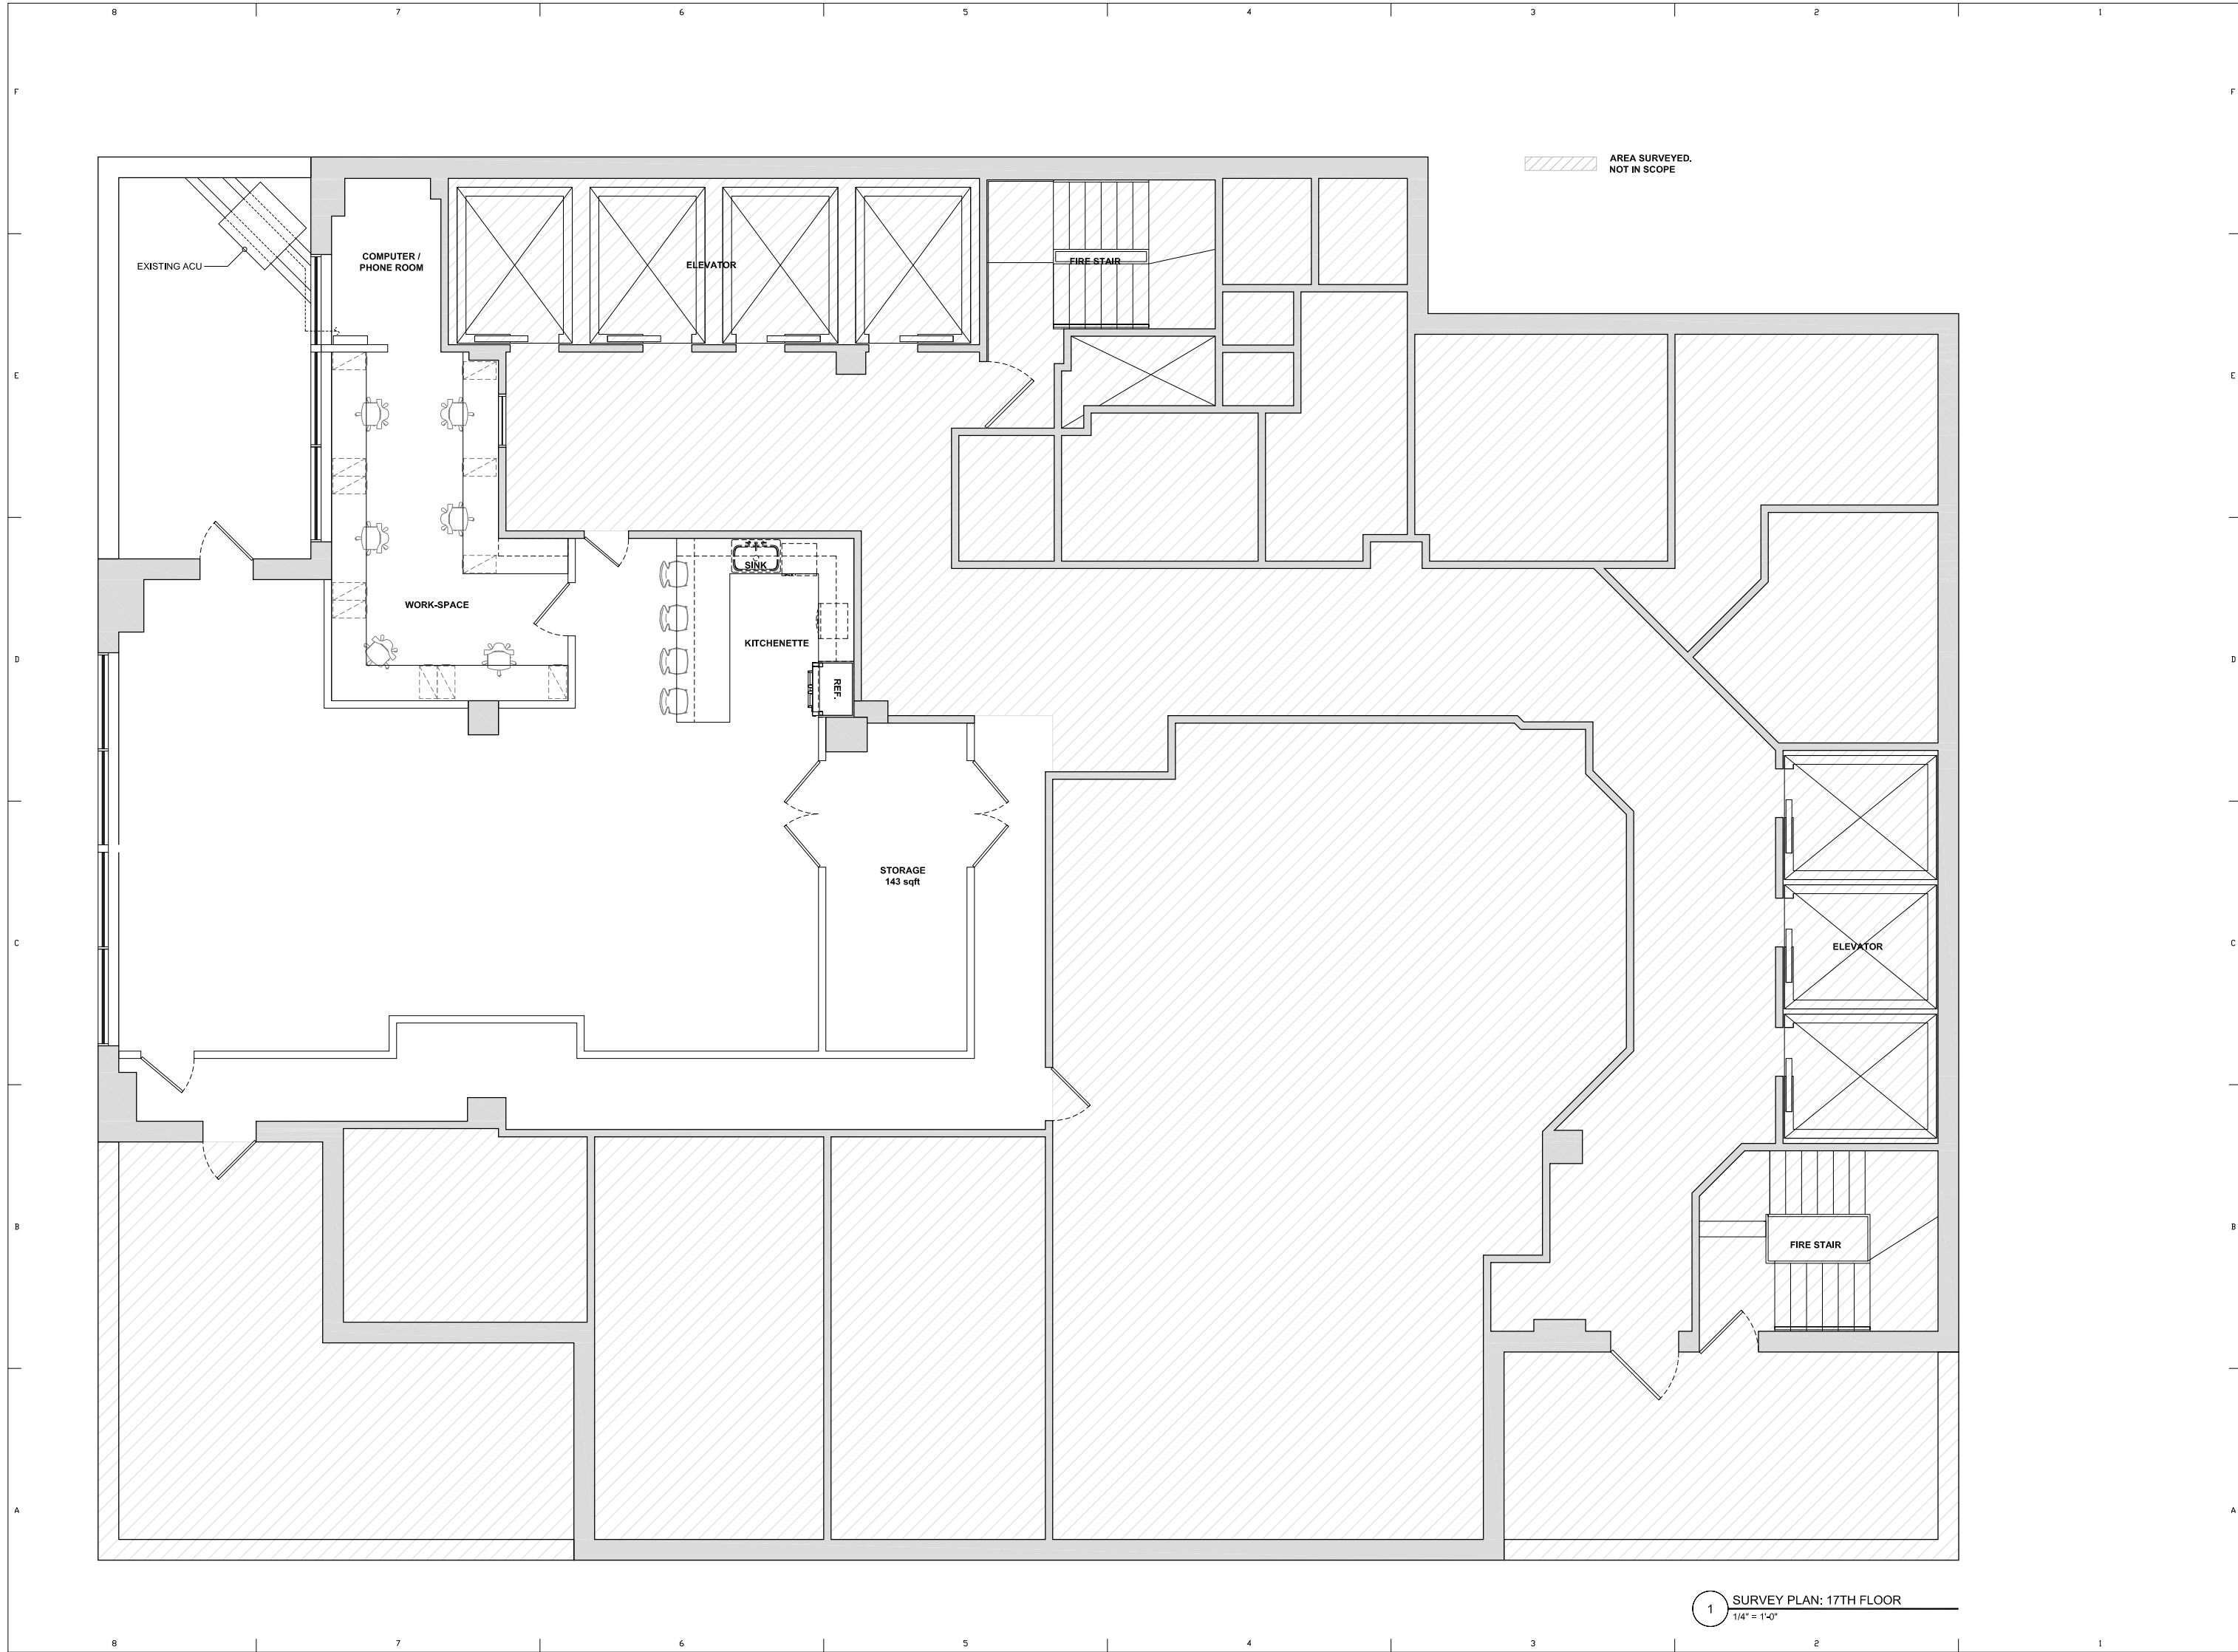 8 7 6 5 4 3 2 1
F F
AREA SURVEYED,
NOT IN SCOPE
COMPUTER /
PHONE ROOM
EXISTING ACU
ELEVATOR
FIRE STAIR
E E
SINK
WORK-SPACE
KITCHENETTE
D D
REF.
STORAGE
143 sqft
C C
ELEVATOR
B B
FIRE STAIR
A A
1 SURVEY PLAN: 17TH FLOOR
1/4" = 1'-0"
8 7 6 5 4 3 2 1